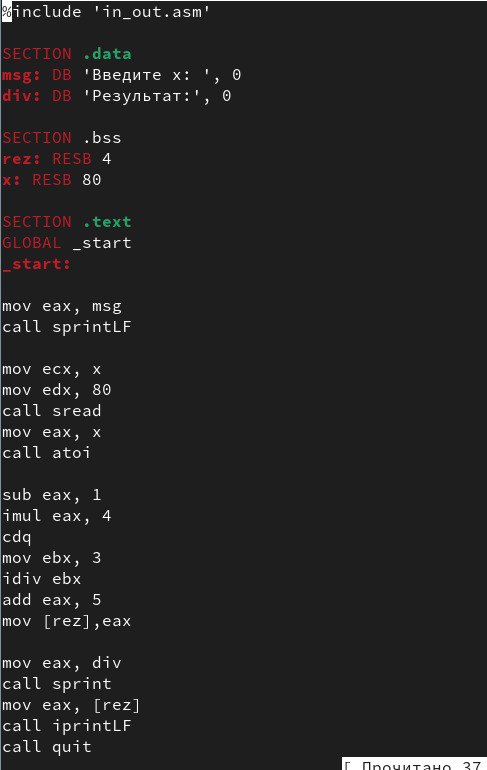 %include 'in_out.asm'
SECTION .data
msg: DB 'Введите x: ', 0
div: DB 'Результат:', 0
SECTION .bss
rez: RESB 4
x: RESB 80
SECTION .text
GLOBAL _start
_start:
mov eax, msg
call sprintLF
mov ecx, x
mov edx, 80
call sread
mov eax, x
call atoi
sub eax, 1
imul eax, 4
cdq
mov ebx, 3
idiv ebx
add eax, 5
mov [rez],eax
mov eax, div
call sprint
mov eax, [rez]
call iprintLF
call quit
[ Прочитано 37